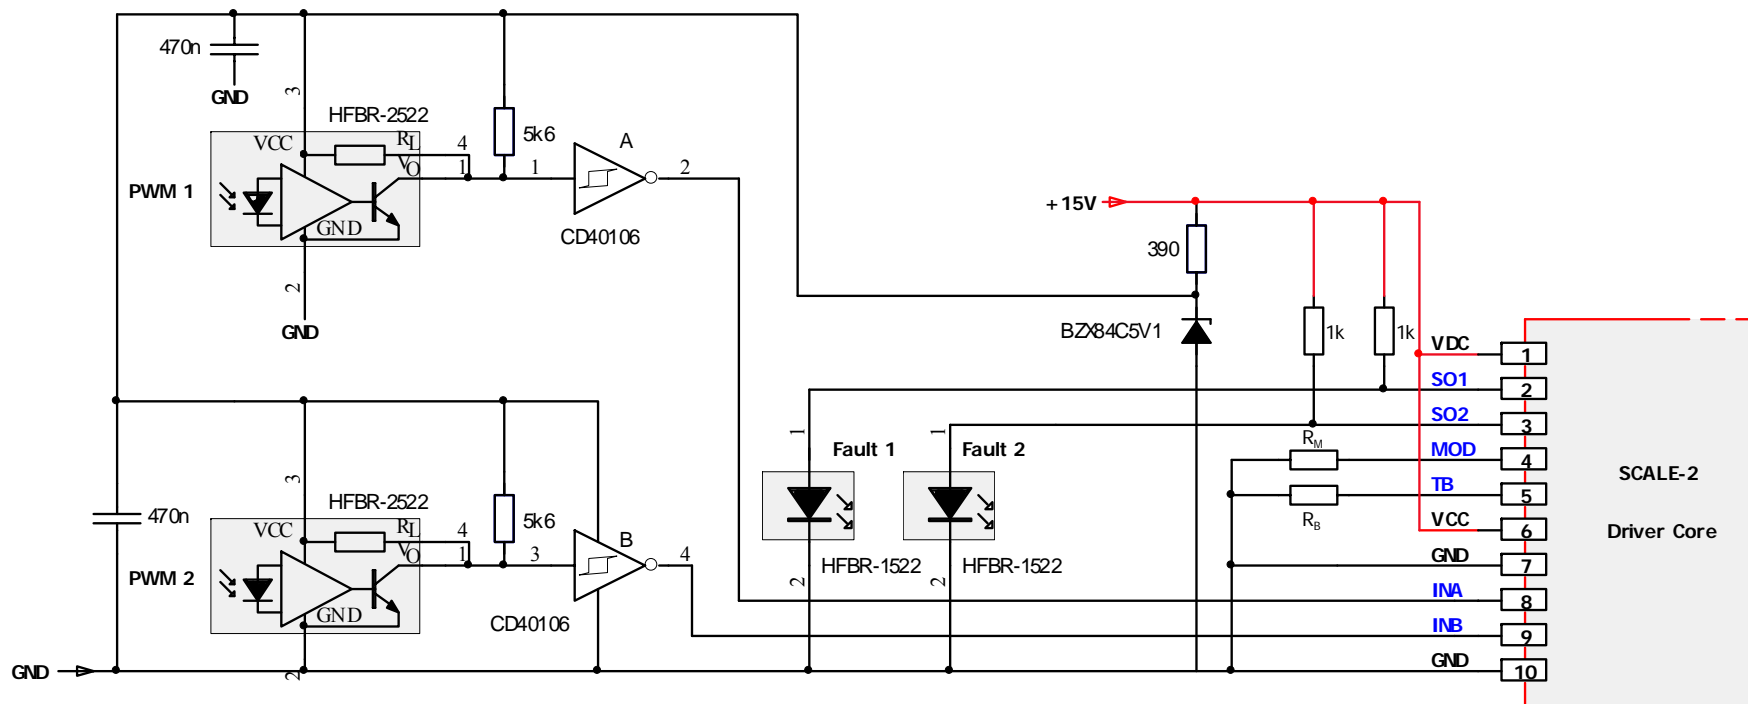 470n
GND
3
HFBR-2522
VCC
RL
4
5k6
A
VO
1
1
2
PWM 1
GND
CD40106
2
GND
+15V
390
BZX84C5V1
1k
1k
VDC
1
SO1
2
SO2
3
1
Fault 1
1
Fault 2
RM
MOD
4
SCALE-2
TB
5
RB
VCC
6
Driver Core
3
HFBR-2522
470n
VCC
RL
4
5k6
B
VO
1
3
4
PWM 2
GND
CD40106
2
HFBR-1522
2
HFBR-1522
2
GND
7
INA
8
INB
9
GND
GND
10